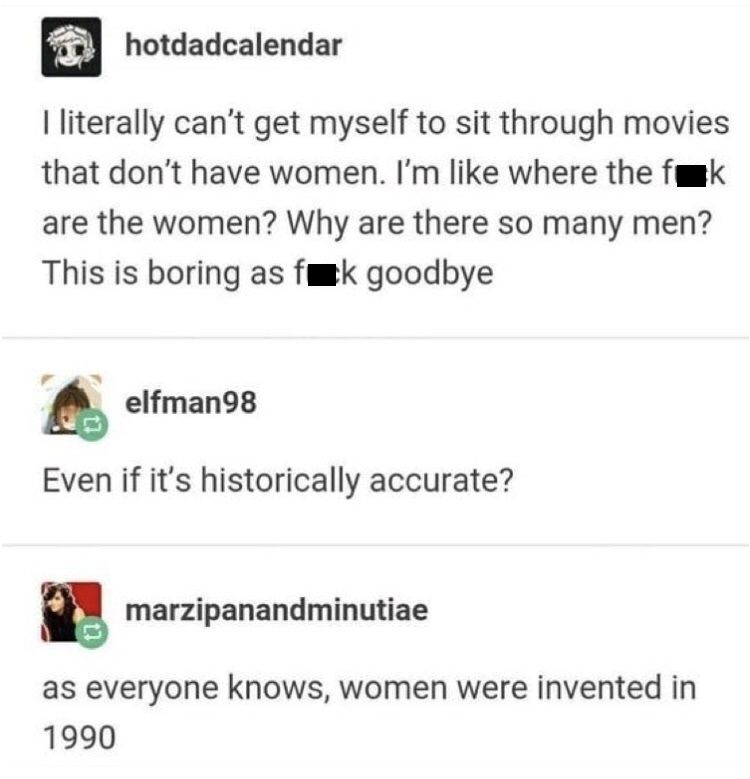 hotdadcalendar
I literally can't get myself to sit through movies
that don't have women. I'm like where the f■k
are the women? Why are there so many men?
This is boring as f■k goodbye
elfman98
Even if it's historically accurate?
marzipanandminutiae
as everyone knows, women were invented in
1990